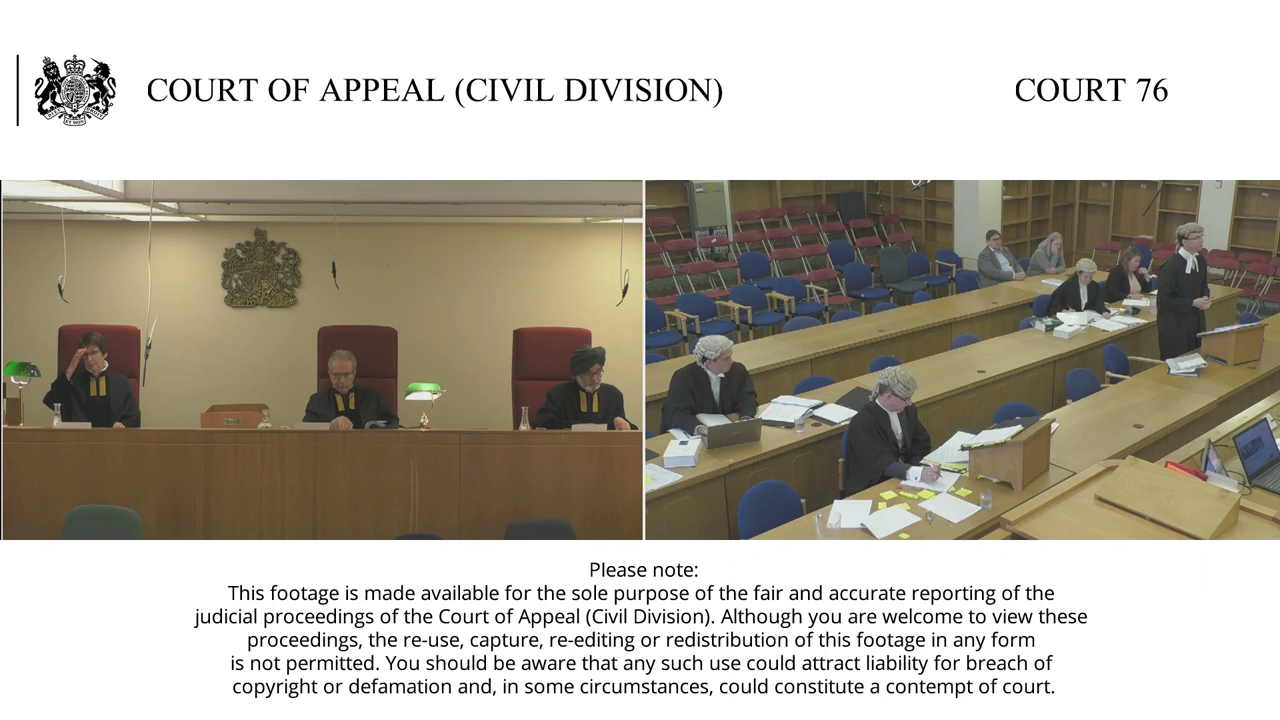 COURT OF APPEAL (CIVIL DIVISION)
COURT 76
Please note:
This footage is made available for the sole purpose of the fair and accurate reporting of the
judicial proceedings of the Court of Appeal (Civil Division). Although you are welcome to view these
proceedings, the re-use, capture, re-editing or redistribution of this footage in any form
is not permitted. You should be aware that any such use could attract liability for breach of
copyright or defamation and, in some circumstances, could constitute a contempt of court.